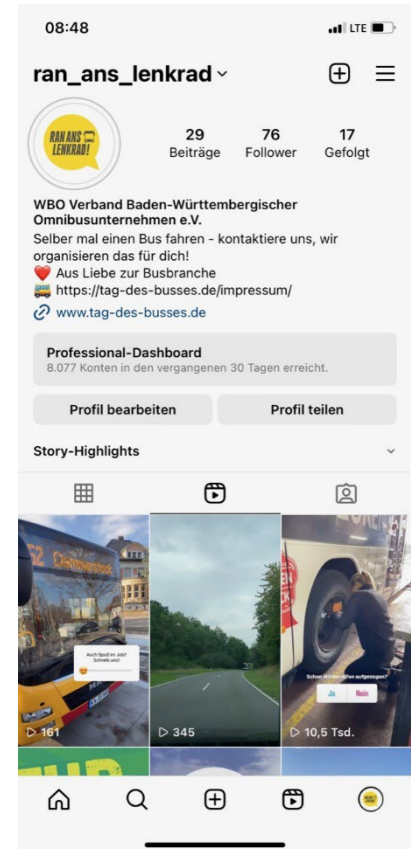 08:48
LTE
ran_ans_lenkrad
RAN ANS
LENKRAD!
29 76 17
Beiträge Follower Gefolgt
WBO Verband Baden-Württembergischer
Omnibusunternehmen e.V.
Selber mal einen Bus fahren - kontaktiere uns, wir
organisieren das für dich!
❤️ Aus Liebe zur Busbranche
🚌 https://tag-des-busses.de/impressum/
www.tag-des-busses.de
Professional-Dashboard
8.077 Konten in den vergangenen 30 Tagen erreicht.
Profil bearbeiten Profil teilen
Story-Highlights
Auch Spaß im Job?
Schreib uns!
Ja Nein
161 345 10,5 Tsd.